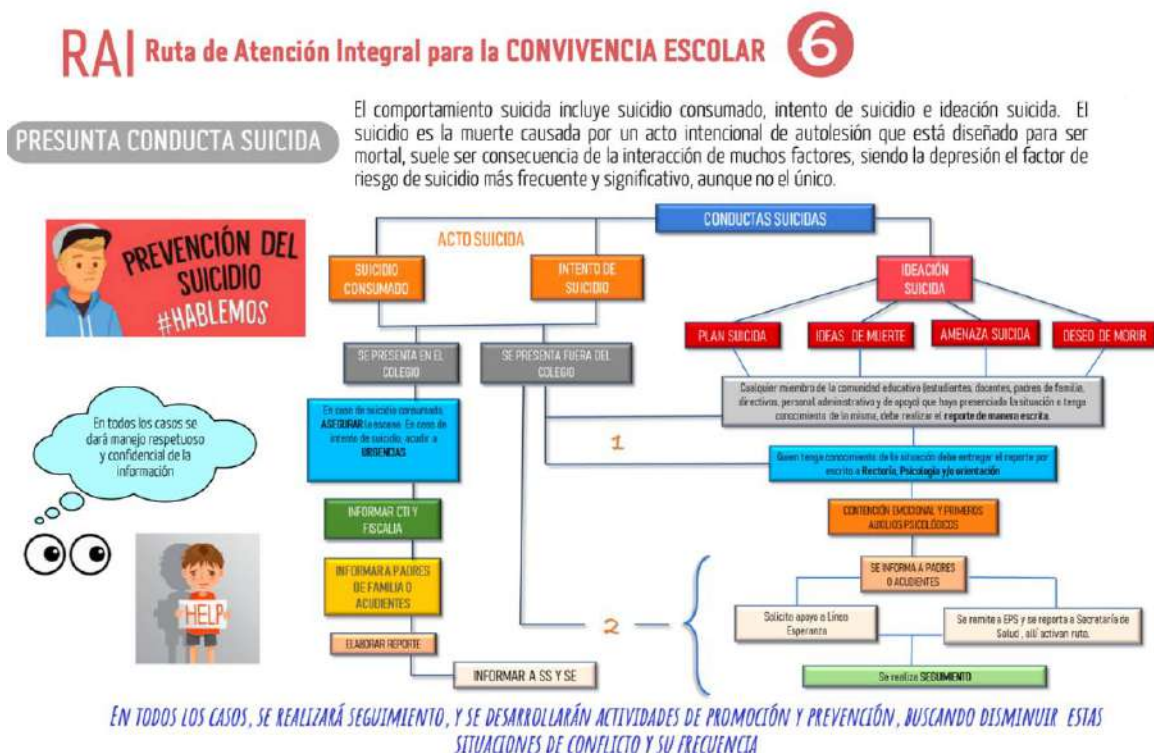 RAI Ruta de Atención Integral para la CONVIVENCIA ESCOLAR 6
PRESUNTA CONDUCTA SUICIDA
El comportamiento suicida incluye suicidio consumado, intento de suicidio e ideación suicida. El
suicidio es la muerte causada por un acto intencional de autolesión que está diseñado para ser
mortal, suele ser consecuencia de la interacción de muchos factores, siendo la depresión el factor de
riesgo de suicidio más frecuente y significativo, aunque no el único.
PREVENCIÓN DEL
SUICIDIO
#HABLEMOS
CONDUCTAS SUICIDAS
ACTO SUICIDA
SUICIDIO
CONSUMADO
INTENTO DE
SUICIDIO
IDEACIÓN
SUICIDA
PLAN SUICIDA
IDEAS DE MUERTE
AMENAZA SUICIDA
DESEO DE MORIR
SE PRESENTA EN EL
COLEGIO
SE PRESENTA FUERA DEL
COLEGIO
Cualquier miembro de la comunidad educativa (estudiantes, docentes, padres de familia,
directivos, personal administrativo y de apoyo) que haya presenciado la situación o tenga
conocimiento de la misma, debe realizar el reporte de manera escrita.
En caso de suicidio consumado,
ASEGURAR la escena. En caso de
intento de suicidio, acudir a
URGENCIAS
1
Quien tenga conocimiento de la situación debe entregar el reporte por
escrito a Rectoría, Psicología y/o orientación
En todos los casos se
dará manejo respetuoso
y confidencial de la
información
INFORMAR CTI Y
FISCALIA
CONTENCIÓN EMOCIONAL Y PRIMEROS
AUXILIOS PSICOLÓGICOS
HELP
INFORMAR A PADRES
DE FAMILIA O
ACUDIENTES
SE INFORMA A PADRES
O ACUDIENTES
2
Solicito apoyo a Línea
Esperanza
Se remite a EPS y se reporta a Secretaría de
Salud , allí activan ruta.
ELABORAR REPORTE
INFORMAR A SS Y SE
Se realiza SEGUIMIENTO
EN TODOS LOS CASOS, SE REALIZARÁ SEGUIMIENTO, Y SE DESARROLLARÁN ACTIVIDADES DE PROMOCIÓN Y PREVENCIÓN, BUSCANDO DISMINUIR ESTAS
SITUACIONES DE CONFLICTO Y SU FRECUENCIA